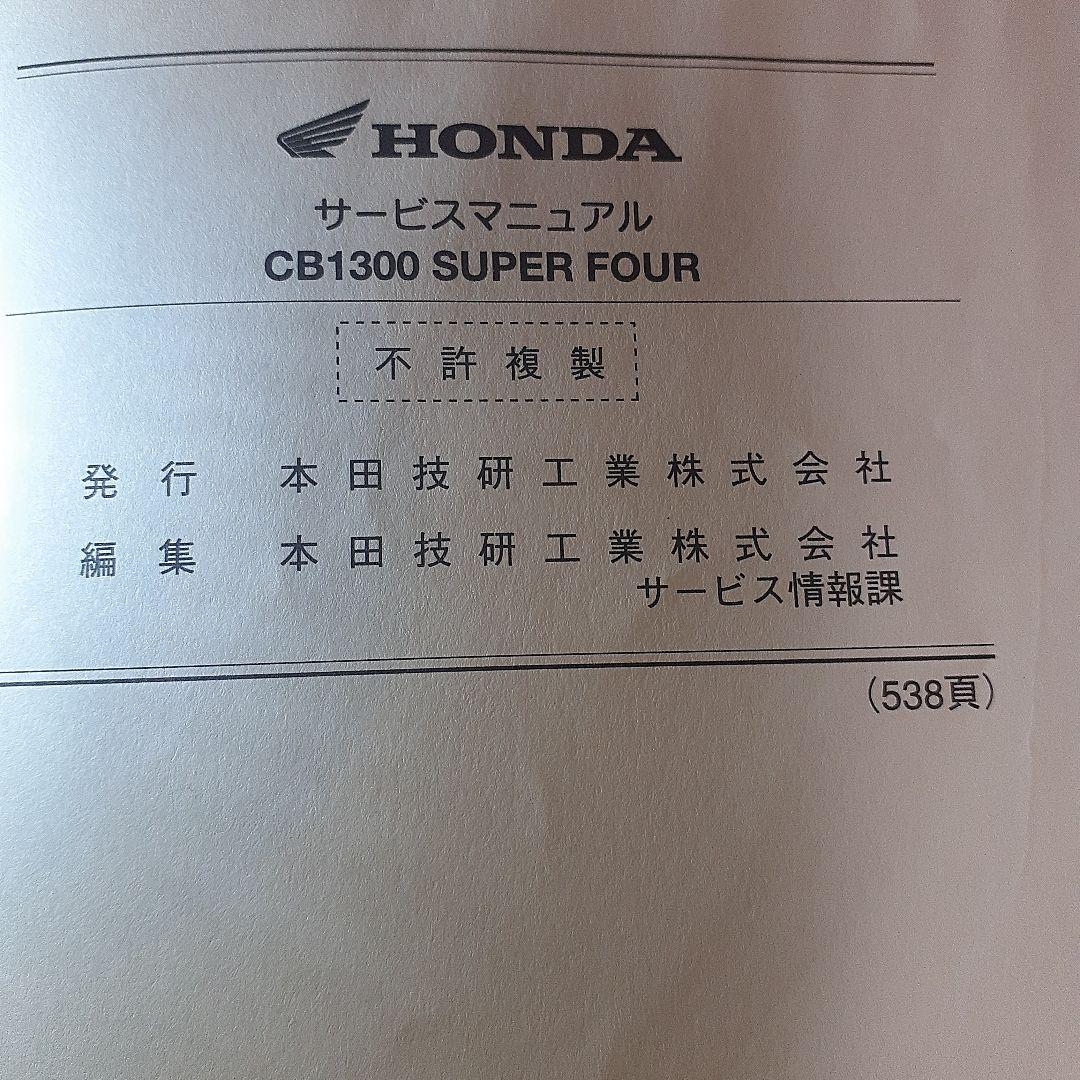 HONDA
サービスマニュアル
CB1300 SUPER FOUR
不許複製
発行 本田技研工業株式会社
編集 本田技研工業株式会社
サービス情報課
(538頁)